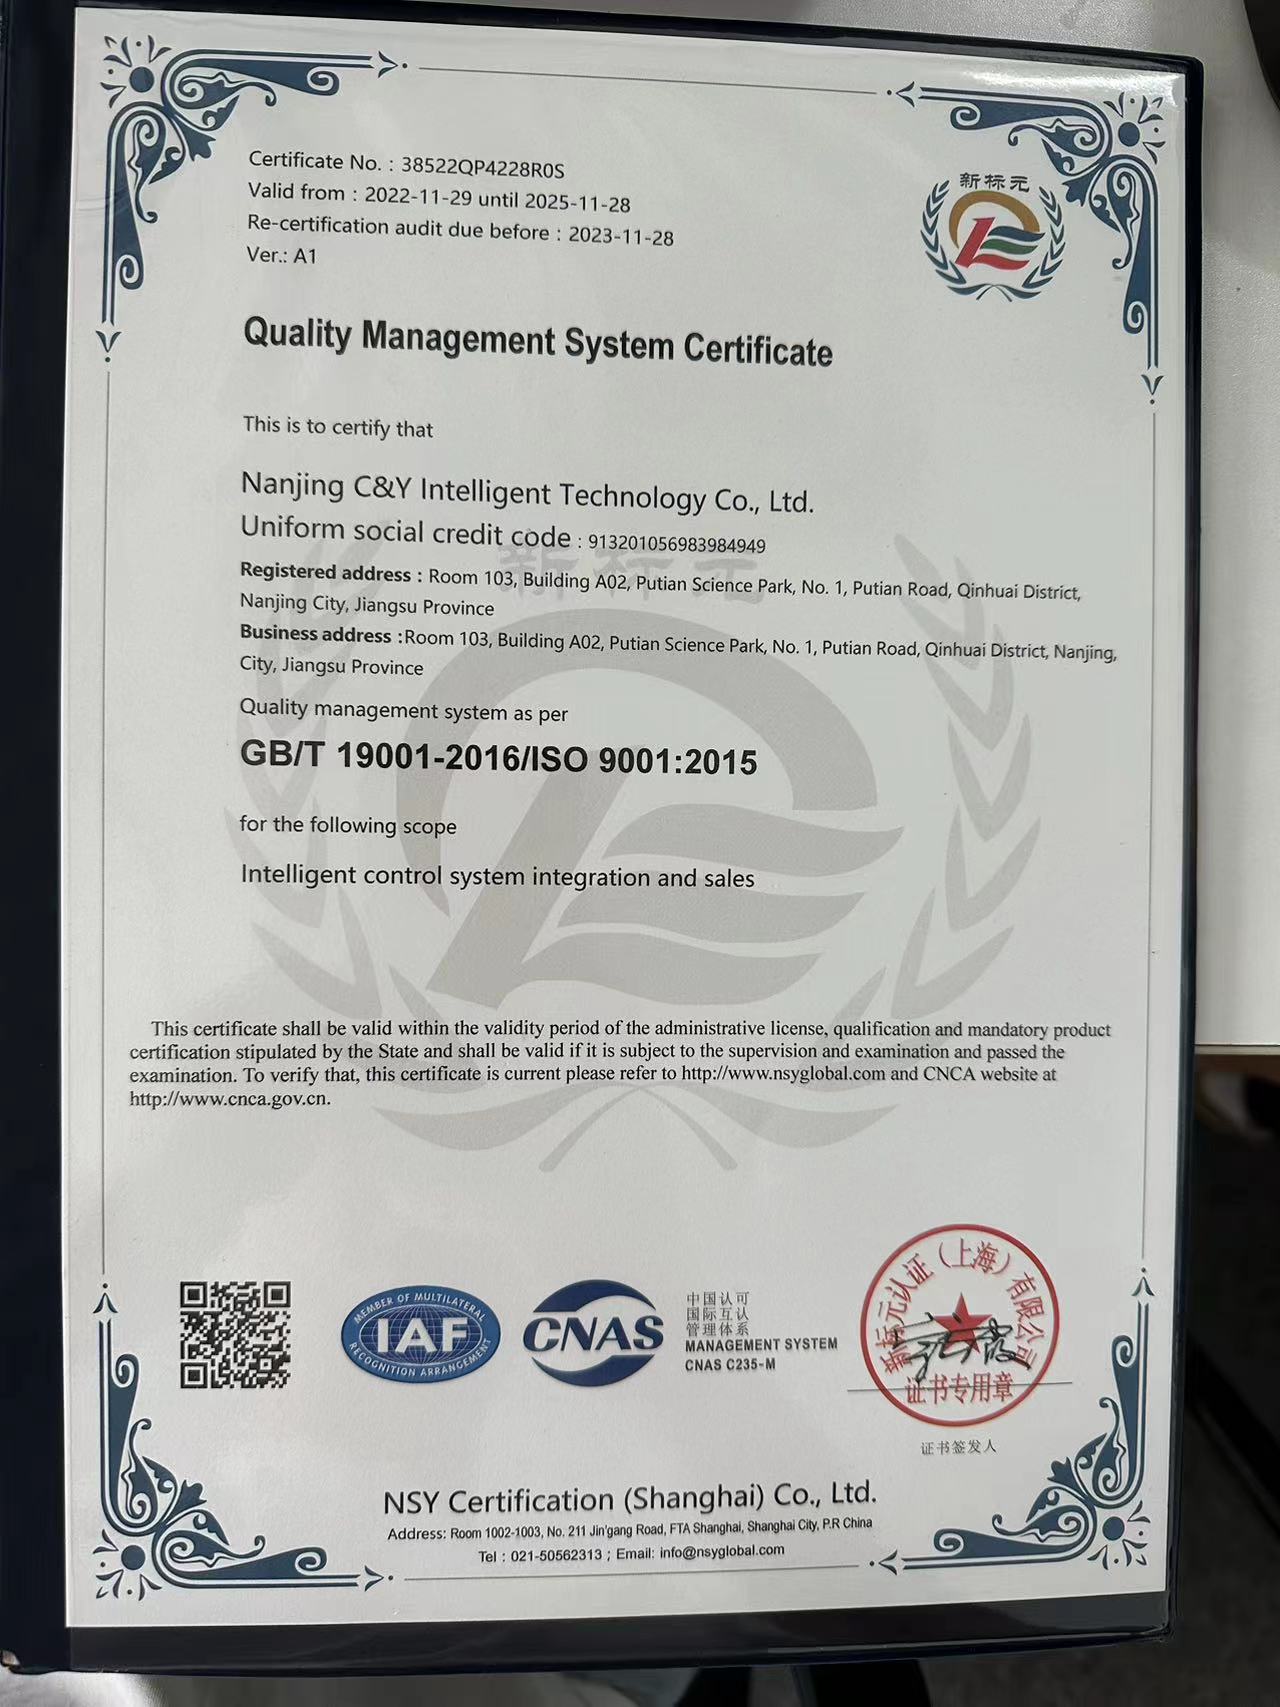 Certificate No. : 38522QP4228R0S
Valid from : 2022-11-29 until 2025-11-28
Re-certification audit due before : 2023-11-28
Ver.: A1
新标元
Quality Management System Certificate
This is to certify that
Nanjing C&Y Intelligent Technology Co., Ltd.
Uniform social credit code : 913201056983984949
新标元
Registered address : Room 103, Building A02, Putian Science Park, No. 1, Putian Road, Qinhuai District,
Nanjing City, Jiangsu Province
Business address :Room 103, Building A02, Putian Science Park, No. 1, Putian Road, Qinhuai District, Nanjing,
City, Jiangsu Province
Quality management system as per
GB/T 19001-2016/ISO 9001:2015
for the following scope
Intelligent control system integration and sales
This certificate shall be valid within the validity period of the administrative license, qualification and mandatory product
certification stipulated by the State and shall be valid if it is subject to the supervision and examination and passed the
examination. To verify that, this certificate is current please refer to http://www.nsyglobal.com and CNCA website at
http://www.cnca.gov.cn.
MEMBER OF MULTILATERAL
IAF
RECOGNITION ARRANGEMENT
CNAS
中国认可
国际互认
管理体系
MANAGEMENT SYSTEM
CNAS C235-M
新标元认证（上海）有限公司
证书专用章
证书签发人
NSY Certification (Shanghai) Co., Ltd.
Address: Room 1002-1003, No. 211 Jin'gang Road, FTA Shanghai, Shanghai City, P.R China
Tel : 021-50562313 ; Email: info@nsyglobal.com